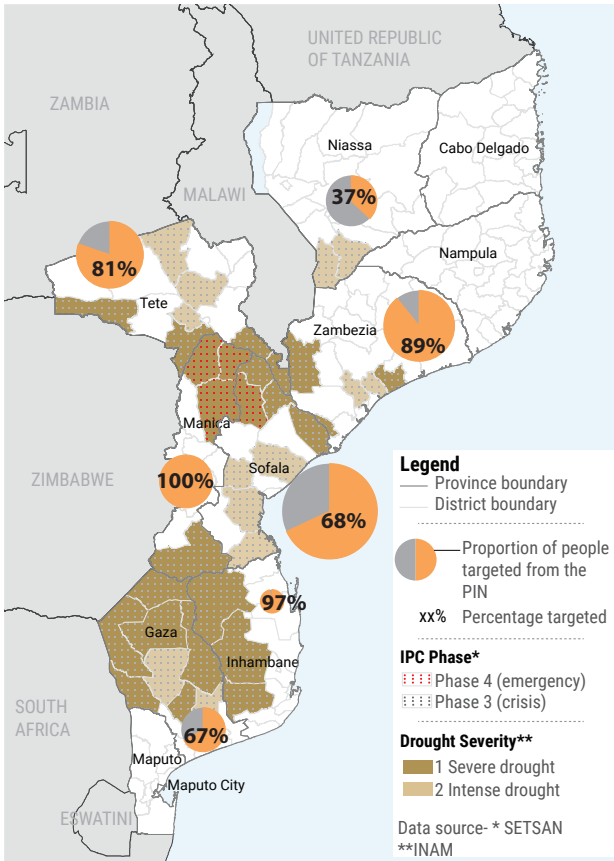 UNITED REPUBLIC
OF TANZANIA
ZAMBIA
Niassa
Cabo Delgado
MALAWI
37%
Nampula
81%
Tete
Zambezia
89%
Manica
ZIMBABWE
Sofala
100%
68%
97%
Gaza
Inhambane
SOUTH
AFRICA
67%
Maputo
Maputo City
ESWATINI
Legend
Province boundary
District boundary
Proportion of people
targeted from the
PIN
xx% Percentage targeted
IPC Phase*
Phase 4 (emergency)
Phase 3 (crisis)
Drought Severity**
1 Severe drought
2 Intense drought
Data source- * SETSAN
**INAM